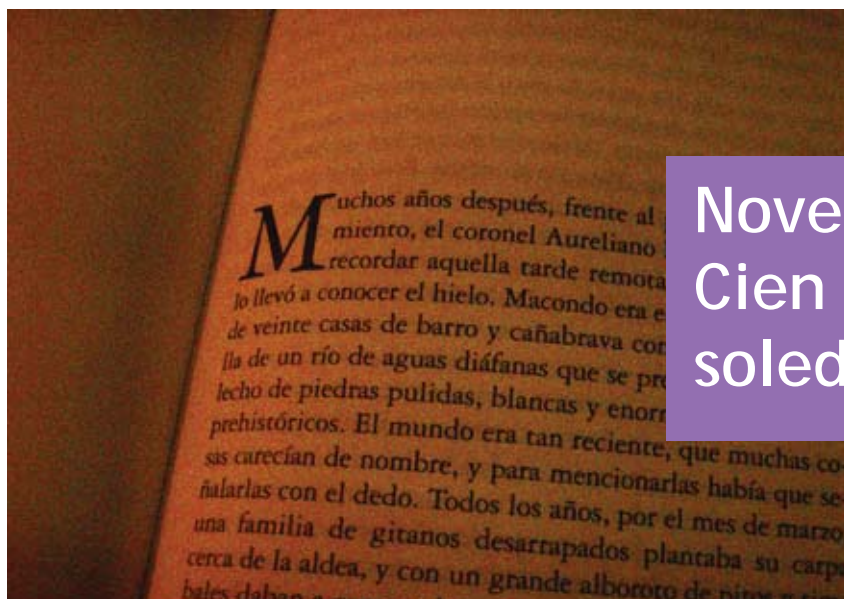 Muchos años después, frente al
miento, el coronel Aureliano
recordar aquella tarde remota
lo llevó a conocer el hielo. Macondo era
de veinte casas de barro y cañabrava
lla de un río de aguas diáfanas que se
lecho de piedras pulidas, blancas y
prehistóricos. El mundo era tan reciente, que muchas co-
sas carecían de nombre, y para mencionarlas había que se-
ñalarlas con el dedo. Todos los años, por el mes de marzo
una familia de gitanos desarrapados plantaba su carpa
cerca de la aldea, y con un grande alboroto de pitos y
bales daban
Nove
Cien
soled